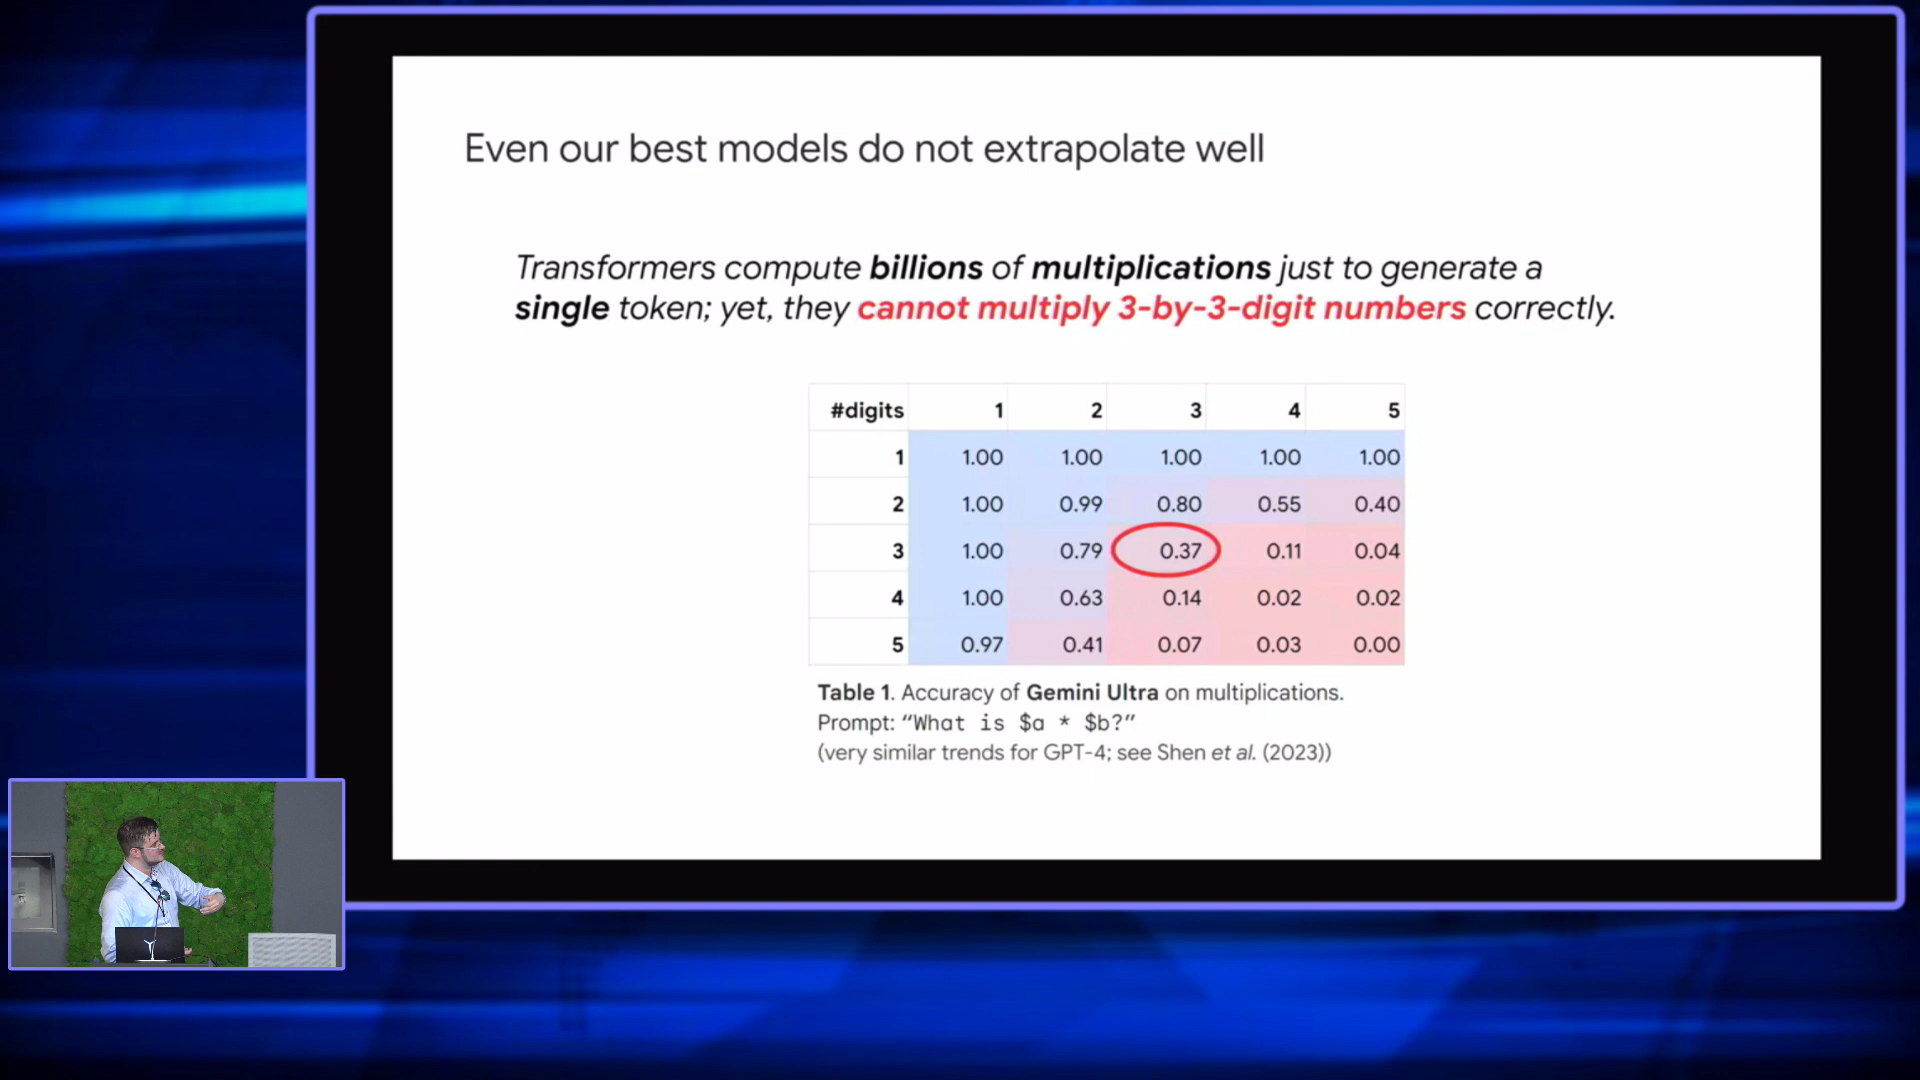 Even our best models do not extrapolate well
Transformers compute billions of multiplications just to generate a
single token; yet, they cannot multiply 3-by-3-digit numbers correctly.
#digits 1 2 3 4 5
1 1.00 1.00 1.00 1.00 1.00
2 1.00 0.99 0.80 0.55 0.40
3 1.00 0.79 0.37 0.11 0.04
4 1.00 0.63 0.14 0.02 0.02
5 0.97 0.41 0.07 0.03 0.00
Table 1. Accuracy of Gemini Ultra on multiplications.
Prompt: “What is $a * $b?”
(very similar trends for GPT-4; see Shen et al. (2023))